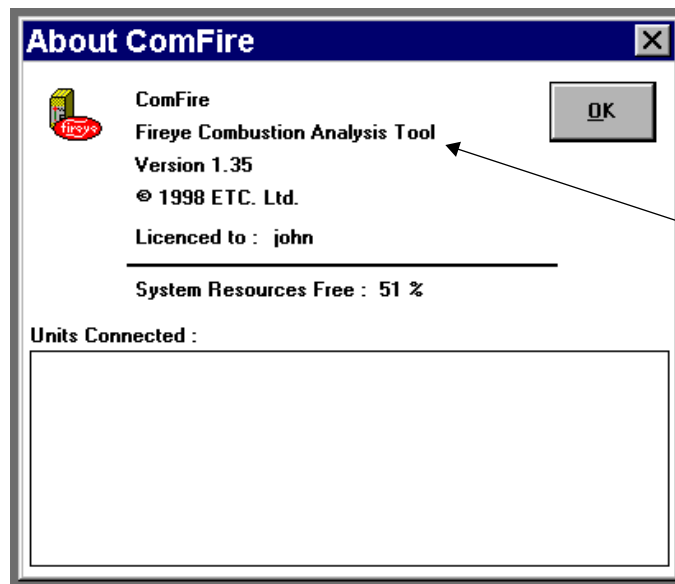 About ComFire
fireye
ComFire
OK
Fireye Combustion Analysis Tool
Version 1.35
© 1998 ETC. Ltd.
Licenced to : john
System Resources Free : 51 %
Units Connected :